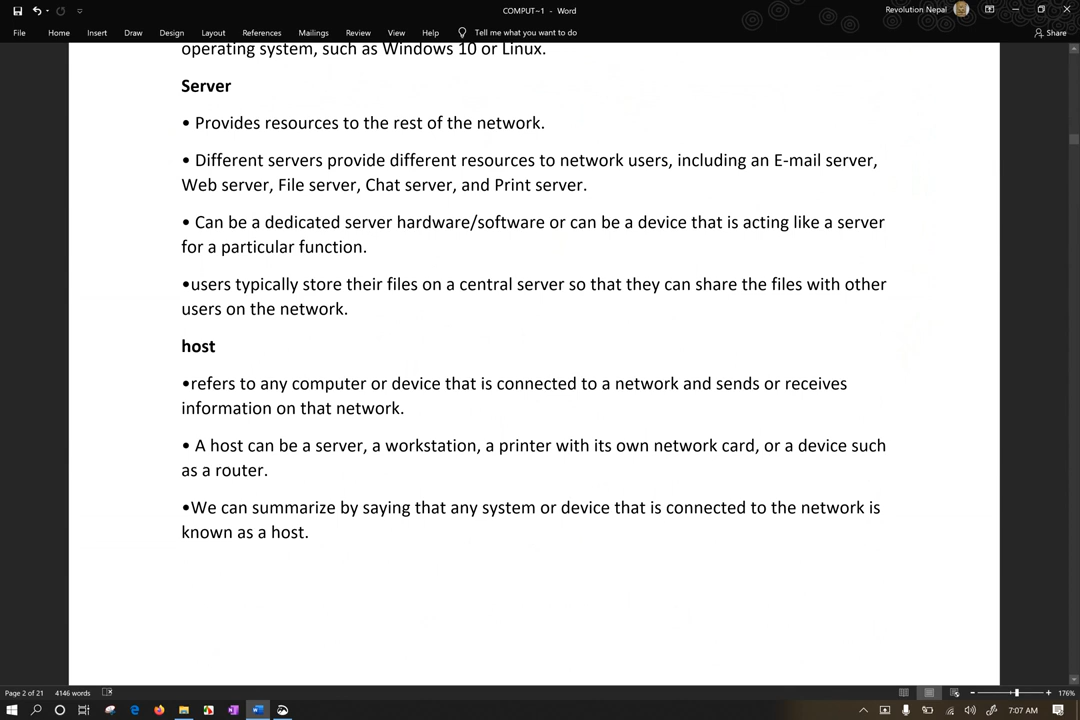 COMPUT~1 - Word
Revolution Nepal
File Home Insert Draw Design Layout References Mailings Review View Help Tell me what you want to do Share
operating system, such as Windows 10 or Linux.
Server
• Provides resources to the rest of the network.
• Different servers provide different resources to network users, including an E-mail server,
Web server, File server, Chat server, and Print server.
• Can be a dedicated server hardware/software or can be a device that is acting like a server
for a particular function.
•users typically store their files on a central server so that they can share the files with other
users on the network.
host
•refers to any computer or device that is connected to a network and sends or receives
information on that network.
• A host can be a server, a workstation, a printer with its own network card, or a device such
as a router.
•We can summarize by saying that any system or device that is connected to the network is
known as a host.
Page 2 of 21 4146 words 176%
7:07 AM